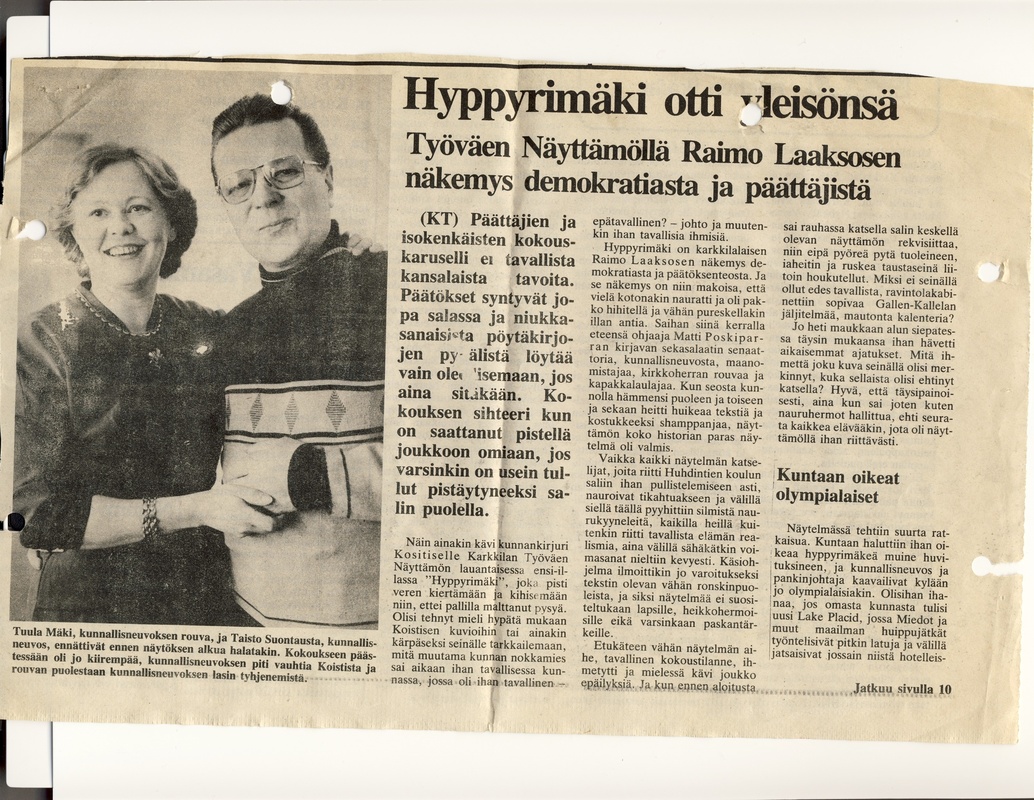 Hyppyrimäki otti yleisönsä
Työväen Näyttämöllä Raimo Laaksosen
näkemys demokratiasta ja päättäjistä
(KT) Päättäjien ja
isokenkäisten kokous-
karuselli ei tavallista
kansalaista tavoita.
Päätökset syntyvät jo-
pa salassa ja niukka-
sanaisista pöytäkirjo-
jen py älistä löytää
vain olet 'isemaan, jos
aina sitäkään. Ko-
kouksen sihteeri kun
on saattanut pistellä
joukkoon omiaan, jos
varsinkin on usein tul-
lut pistäytyneeksi sa-
lin puolella.
Näin ainakin kävi kunnankirjuri
Kositiselle Karkkilan Työväen
Näyttämön lauantaisessa ensi-il-
lassa "Hyppyrimäki", joka pisti
veren kiertämään ja kihisemään
niin, ettei pallilla malttanut pysyä.
Olisi tehnyt mieli hypätä mukaan
Koistisen kuvioihin tai ainakin
kärpäseksi seinälle tarkkailemaan,
mitä muutama kunnan nokkamies
sai aikaan ihan tavallisessa kun-
nassa, jossa oli ihan tavallinen –
epätavallinen? – johto ja muuten-
kin ihan tavallisia ihmisiä.
Hyppyrimäki on karkkilalaisen
Raimo Laaksosen näkemys de-
mokratiasta ja päätöksenteosta. Ja
se näkemys on niin makoisa, että
vielä kotonakin nauratti ja oli pak-
ko hihitellä ja vähän pureskellakin
illan antia. Saihan siinä kerralla
eteensä ohjaaja Matti Poskipar-
ran kirjavan sekasalaatin senaat-
toria, kunnallisneuvosta, maano-
mistajaa, kirkkoherran rouvaa ja
kapakkalaulajaa. Kun seosta kun-
nolla hämmensi puoleen ja toiseen
ja sekaan heitti huikeaa tekstiä ja
kostukkeeksi shamppanjaa, näyt-
tämön koko historian paras näy-
telmä oli valmis.
Vaikka kaikki näytelmän katse-
lijat, joita riitti Huhdintien koulun
saliin ihan pullistelemiseen asti,
nauroivat tikahtuakseen ja välillä
siellä täällä pyyhittiin silmistä nau-
rukyyneleitä, kaikilla heillä kui-
tenkin riitti tavallista elämän rea-
lismia, aina välillä sähäkätkin voi-
masanat nieltiin kevyesti. Käsioh-
jelma ilmoittikin jo varoitukseksi
tekstin olevan vähän ronskinpuo-
leista, ja siksi näytelmää ei suosi-
teltukaan lapsille, heikkohermoi-
sille eikä varsinkaan paskantär-
keille.
Etukäteen vähän näytelmän ai-
he, tavallinen kokoustilanne, ih-
metytti ja mielessä kävi joukko
epäilyksiä. Ja kun ennen aloitusta
sai rauhassa katsella salin keskellä
olevan näyttämön rekvisiittaa,
niin eipä pyöreä pytä tuoleineen,
iaheitin ja ruskea taustaseinä lii-
toin houkutellut. Miksi ei seinällä
ollut edes tavallista, ravintolakabi-
nettiin sopivaa Gallen-Kallelan
jäljitelmää, mautonta kalenteria?
Jo heti maukkaan alun siepates-
sa täysin mukaansa ihan hävetti
aikaisemmat ajatukset. Mitä ih-
mettä joku kuva seinällä olisi mer-
kinnyt, kuka sellaista olisi ehtinyt
katsella? Hyvä, että täysipainoi-
sesti, aina kun sai joten kuten
nauruhermot hallittua, ehti seura-
ta kaikkea elävääkin, jota oli näyt-
tämöllä ihan riittävästi.
Kuntaan oikeat
olympialaiset
Näytelmässä tehtiin suurta rat-
kaisua. Kuntaan haluttiin ihan oi-
keaa hyppyrimäkeä muine huvi-
tuksineen, ja kunnallisneuvos ja
pankinjohtaja kaavailivat kylään
jo olympialaisiakin. Olisihan iha-
naa, jos omasta kunnasta tulisi
uusi Lake Placid, jossa Miedot ja
muut maailman huippujätkät
työntelisivät pitkin latuja ja välillä
jatsaisivat jossain niistä hotelleis-
Jatkuu sivulla 10
Tuula Mäki, kunnallisneuvoksen rouva, ja Taisto Suontausta, kunnallis-
neuvos, ennättivät ennen näytöksen alkua halatakin. Kokoukseen pääs-
tessään oli jo kiirempää, kunnallisneuvoksen piti vauhtia Koistista ja
rouvan puolestaan kunnallisneuvoksen lasin tyhjenemistä.